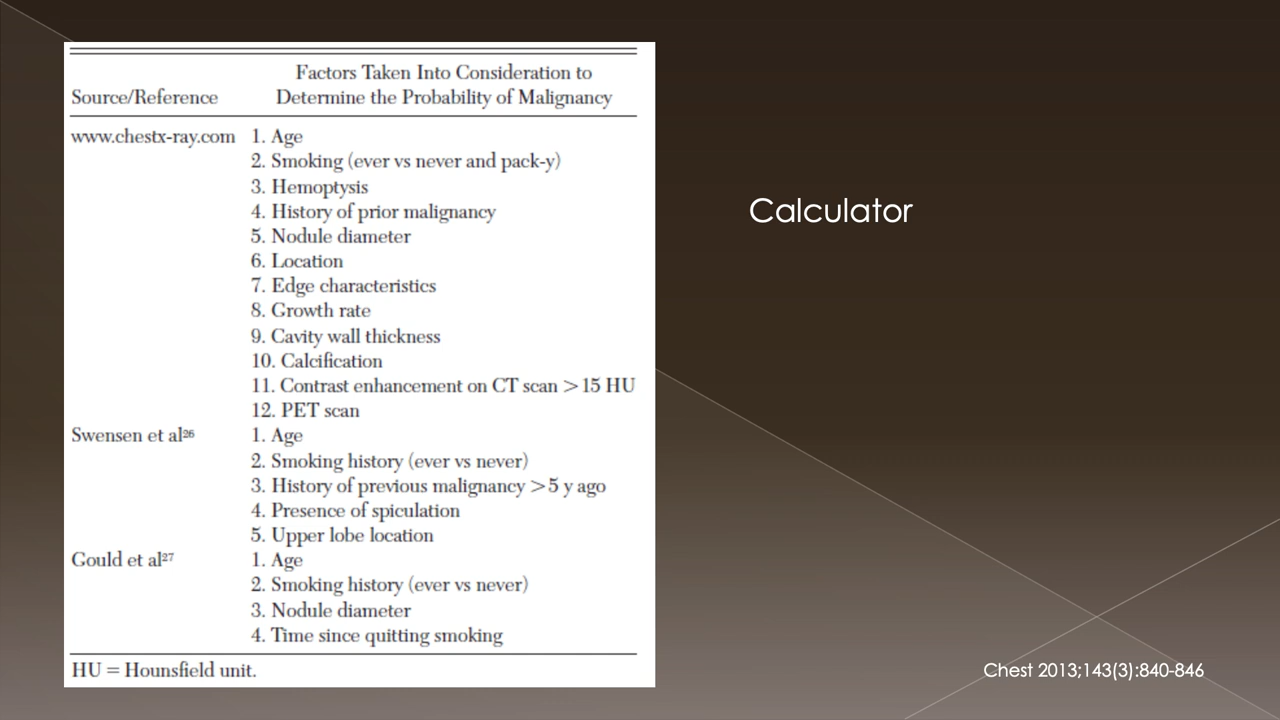 Factors Taken Into Consideration to
Source/Reference Determine the Probability of Malignancy
www.chestx-ray.com 1. Age
2. Smoking (ever vs never and pack-y)
3. Hemoptysis
4. History of prior malignancy
5. Nodule diameter
6. Location
7. Edge characteristics
8. Growth rate
9. Cavity wall thickness
10. Calcification
11. Contrast enhancement on CT scan >15 HU
12. PET scan
Swensen et al26 1. Age
2. Smoking history (ever vs never)
3. History of previous malignancy >5 y ago
4. Presence of spiculation
5. Upper lobe location
Gould et al27 1. Age
2. Smoking history (ever vs never)
3. Nodule diameter
4. Time since quitting smoking
HU = Hounsfield unit.
Calculator
Chest 2013;143(3):840-846